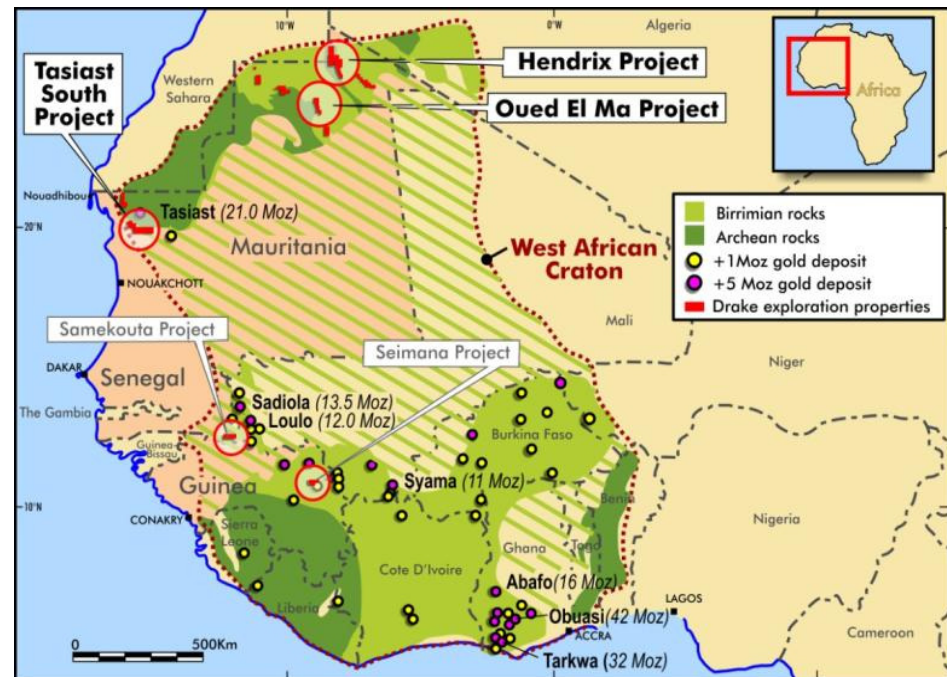 10°W
0°W
Algeria
Tasiast
South
Project
Western
Sahara
Hendrix Project
Oued El Ma Project
Africa
Nouadhibou
20°N
Tasiast (21.0 Moz)
Mauritania
West African
Craton
NOUAKCHOTT
Birrimian rocks
Archean rocks
+1Moz gold deposit
+5 Moz gold deposit
Drake exploration properties
Mali
Samekouta Project
Seimana Project
Niger
DAKAR
Senegal
The Gambia
Sadiola (13.5 Moz)
Loulo (12.0 Moz)
Burkina Faso
Guinea-
Bissau
Guinea
Syama (11 Moz)
10°N
CONAKRY
Benin
Nigeria
Sierra
Leone
Ghana
Togo
Cote D'Ivoire
Liberia
Abafo(16 Moz)
Obuasi(42 Moz)
LAGOS
ACCRA
Cameroon
0
500Km
Tarkwa (32 Moz)